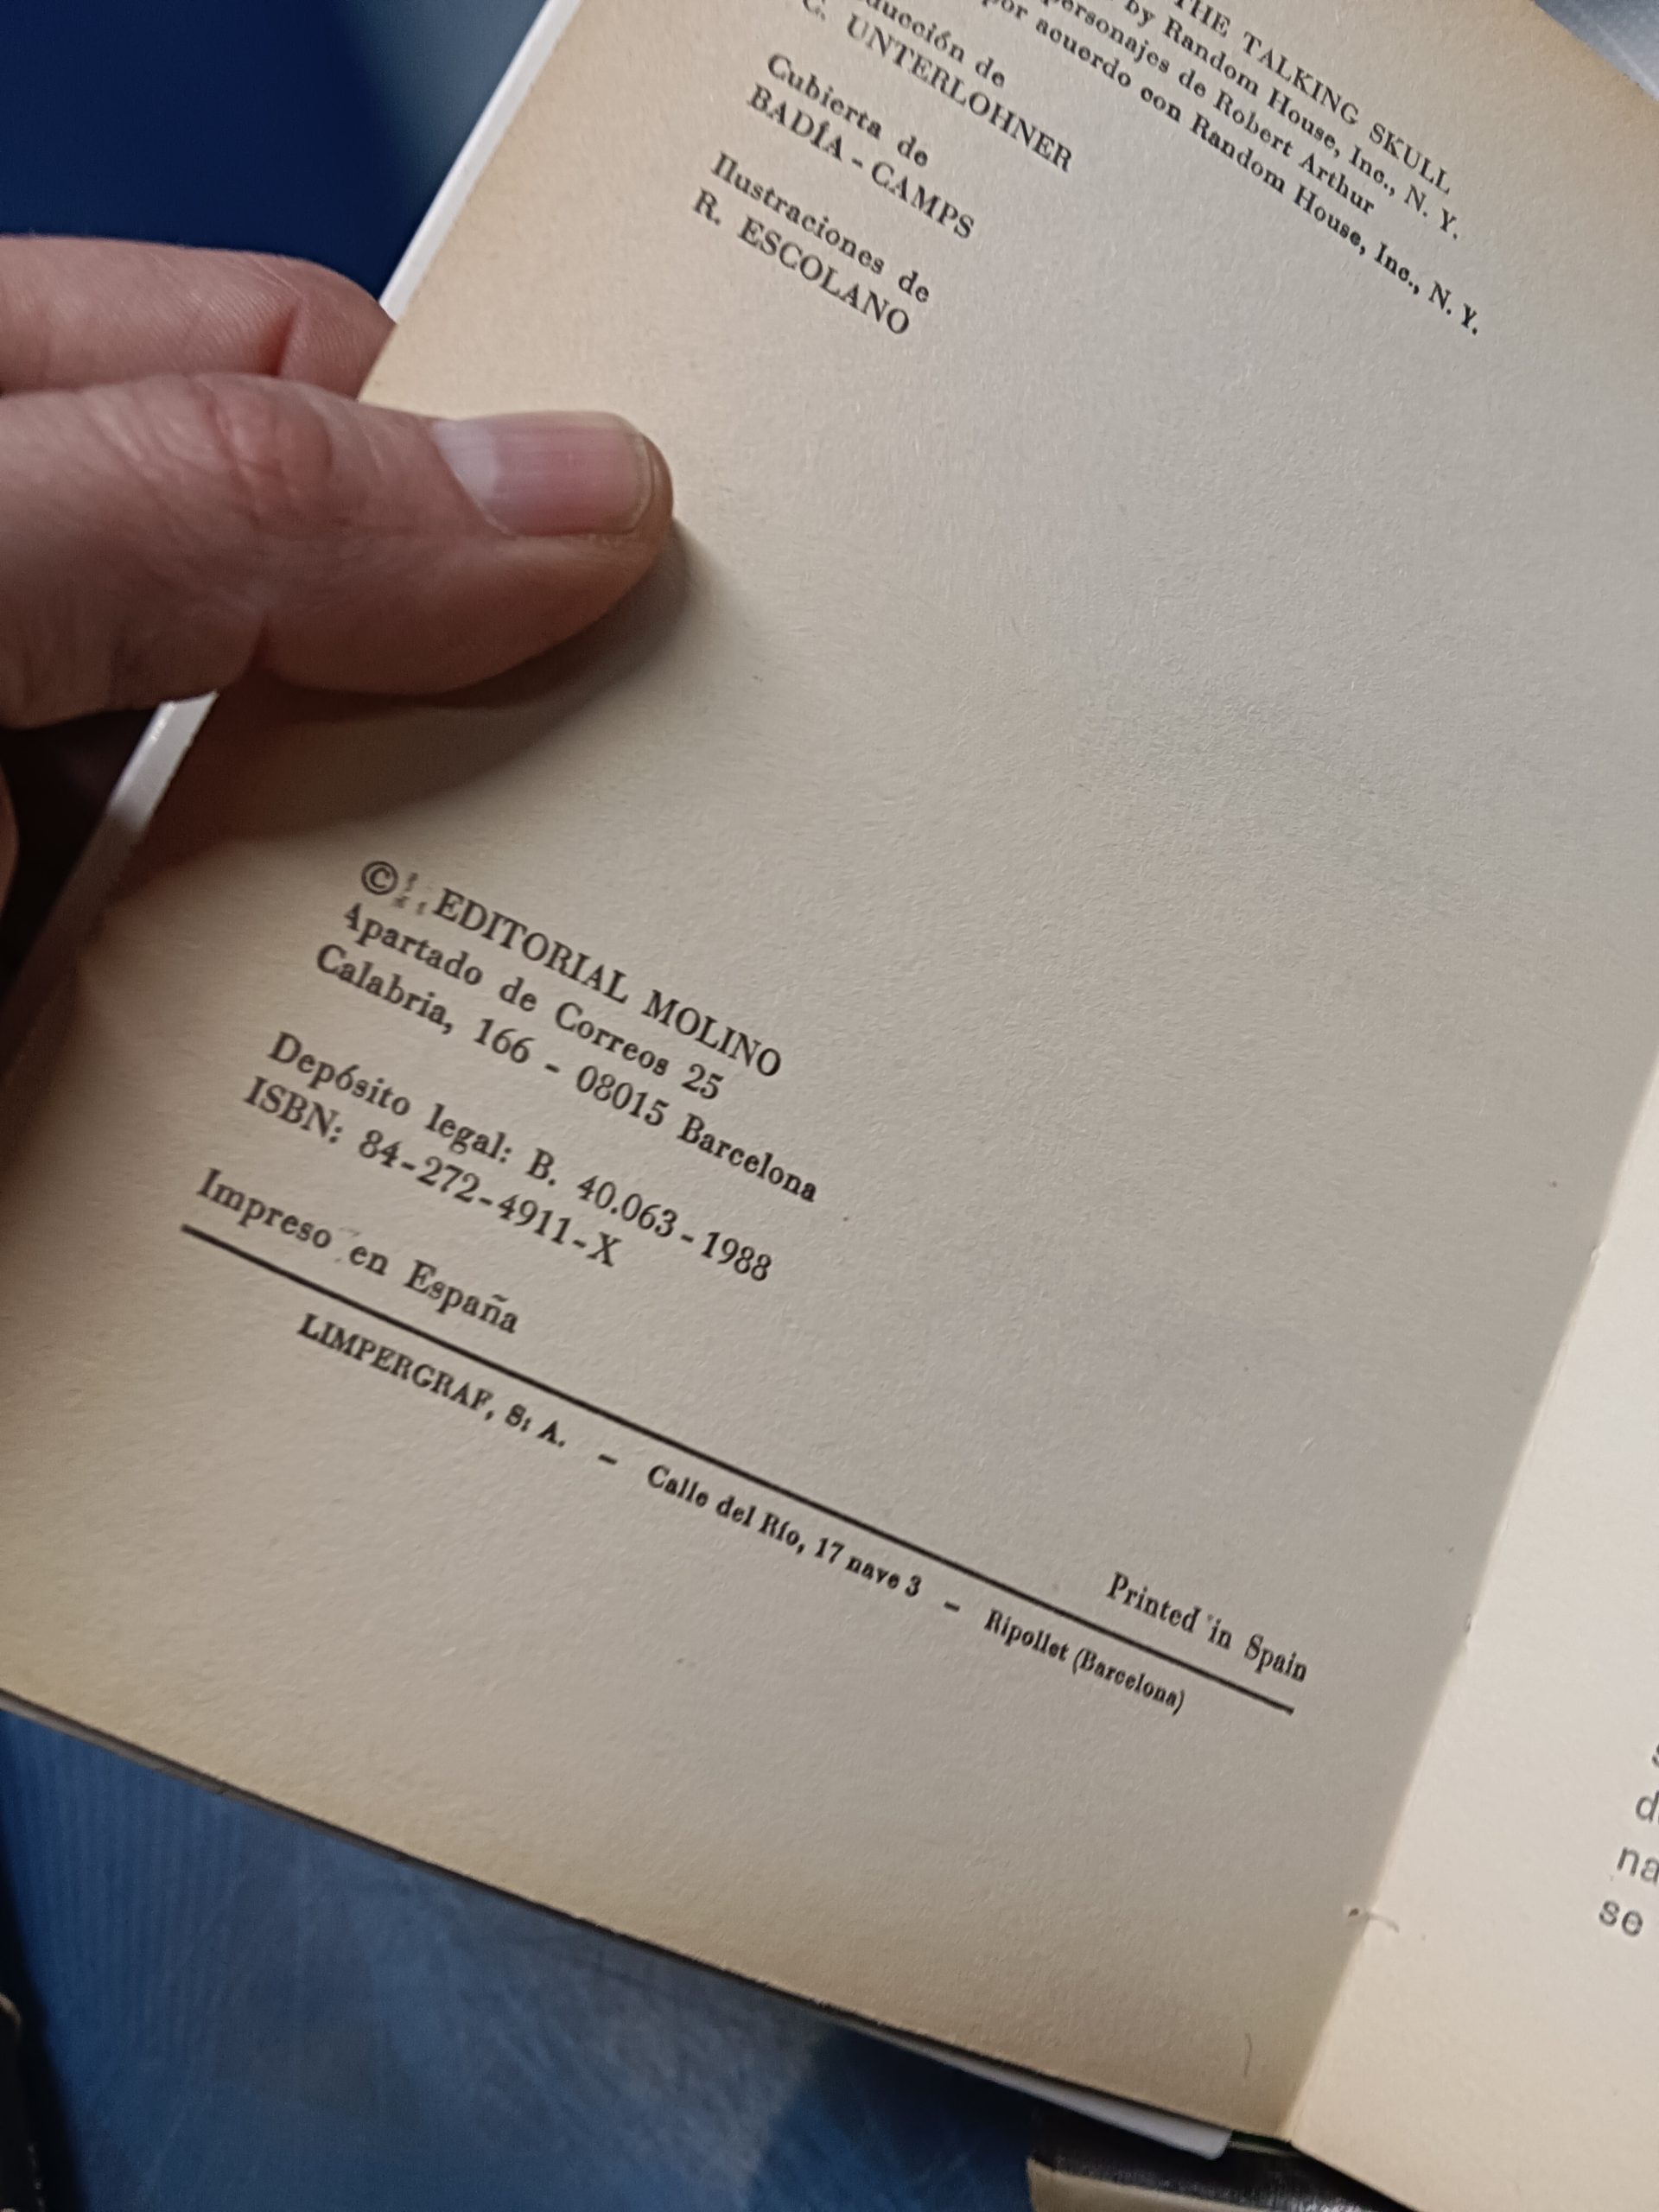 THE TALKING SKULL
by Random House, Inc., N. Y.
personajes de Robert Arthur
por acuerdo con Random House, Inc., N. Y.
ducción de
C. UNTERLOHNER
Cubierta de
BADÍA - CAMPS
Ilustraciones de
R. ESCOLANO
© EDITORIAL MOLINO
Apartado de Correos 25
Calabria, 166 - 08015 Barcelona
Depósito legal: B. 40.063 - 1988
ISBN: 84-272-4911-X
Impreso en España
Printed in Spain
LIMPERGRAF, S. A. - Calle del Río, 17 nave 3 - Ripollet (Barcelona)
na
se